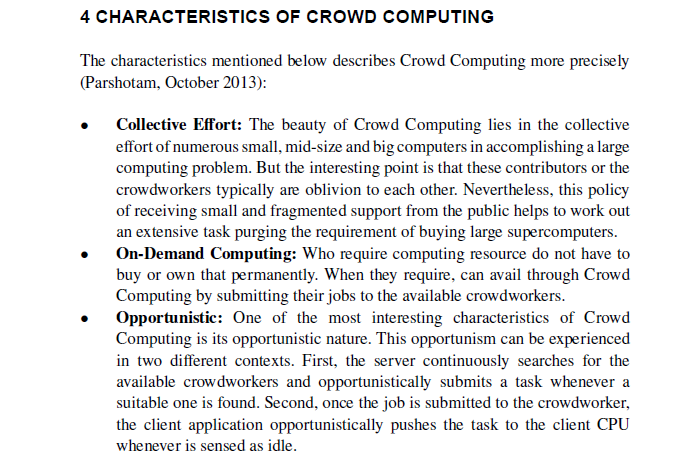 4 CHARACTERISTICS OF CROWD COMPUTING
The characteristics mentioned below describes Crowd Computing more precisely
(Parshotam, October 2013):
● Collective Effort: The beauty of Crowd Computing lies in the collective
effort of numerous small, mid-size and big computers in accomplishing a large
computing problem. But the interesting point is that these contributors or the
crowdworkers typically are oblivion to each other. Nevertheless, this policy
of receiving small and fragmented support from the public helps to work out
an extensive task purging the requirement of buying large supercomputers.
● On-Demand Computing: Who require computing resource do not have to
buy or own that permanently. When they require, can avail through Crowd
Computing by submitting their jobs to the available crowdworkers.
● Opportunistic: One of the most interesting characteristics of Crowd
Computing is its opportunistic nature. This opportunism can be experienced
in two different contexts. First, the server continuously searches for the
available crowdworkers and opportunistically submits a task whenever a
suitable one is found. Second, once the job is submitted to the crowdworker,
the client application opportunistically pushes the task to the client CPU
whenever is sensed as idle.